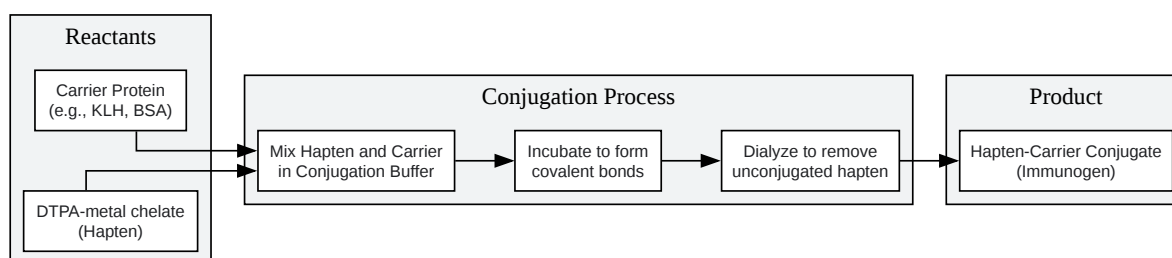 Reactants
Carrier Protein
(e.g., KLH, BSA)
DTPA-metal chelate
(Hapten)
Conjugation Process
Mix Hapten and Carrier
in Conjugation Buffer
Incubate to form
covalent bonds
Dialyze to remove
unconjugated hapten
Product
Hapten-Carrier Conjugate
(Immunogen)